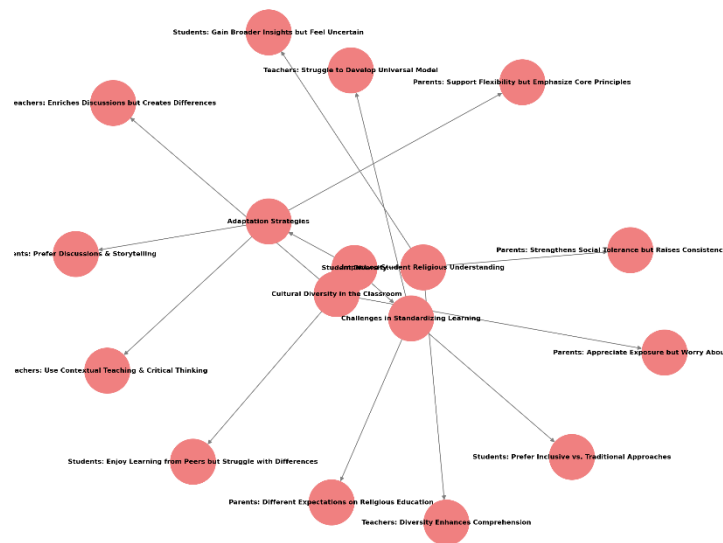 Students: Gain Broader Insights but Feel Uncertain
Teachers: Struggle to Develop Universal Model
Parents: Support Flexibility but Emphasize Core Principles
eachers: Enriches Discussions but Creates Differences
Adaptation Strategies
Parents: Strengthens Social Tolerance but Raises Consistenc
nts: Prefer Discussions & Storytelling
Student Religious Understanding
Cultural Diversity in the Classroom
Challenges in Standardizing Learning
Parents: Appreciate Exposure but Worry Abou
eachers: Use Contextual Teaching & Critical Thinking
Students: Prefer Inclusive vs. Traditional Approaches
Students: Enjoy Learning from Peers but Struggle with Differences
Parents: Different Expectations on Religious Education
Teachers: Diversity Enhances Comprehension